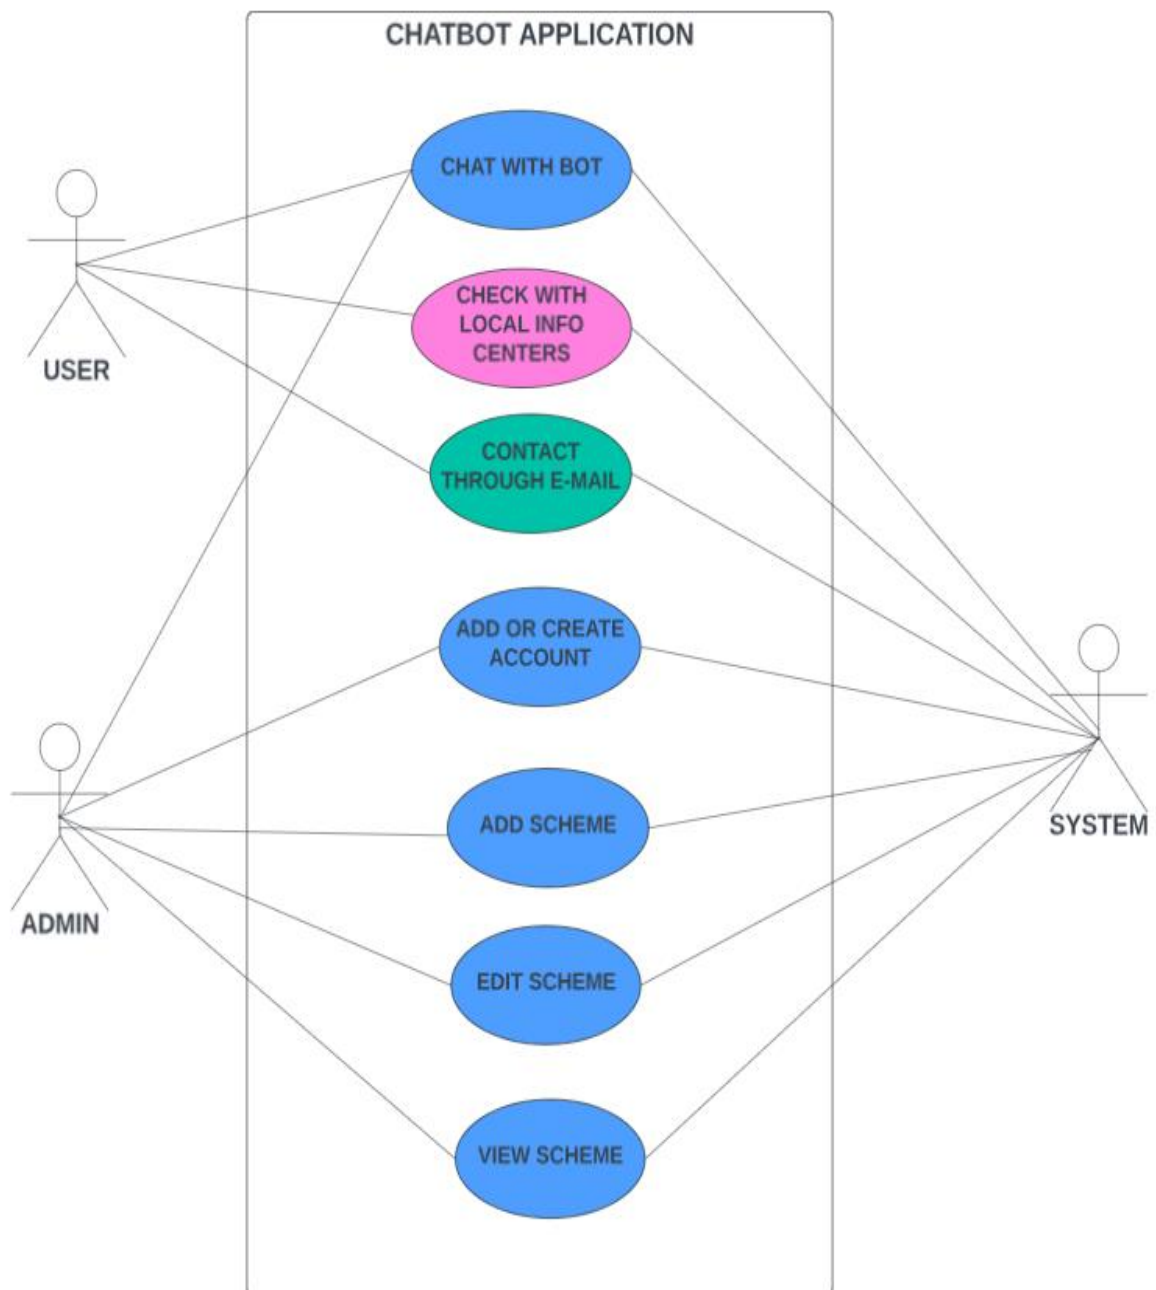 CHATBOT APPLICATION
CHAT WITH BOT
CHECK WITH
LOCAL INFO
CENTERS
USER
CONTACT
THROUGH E-MAIL
ADD OR CREATE
ACCOUNT
ADD SCHEME
SYSTEM
ADMIN
EDIT SCHEME
VIEW SCHEME